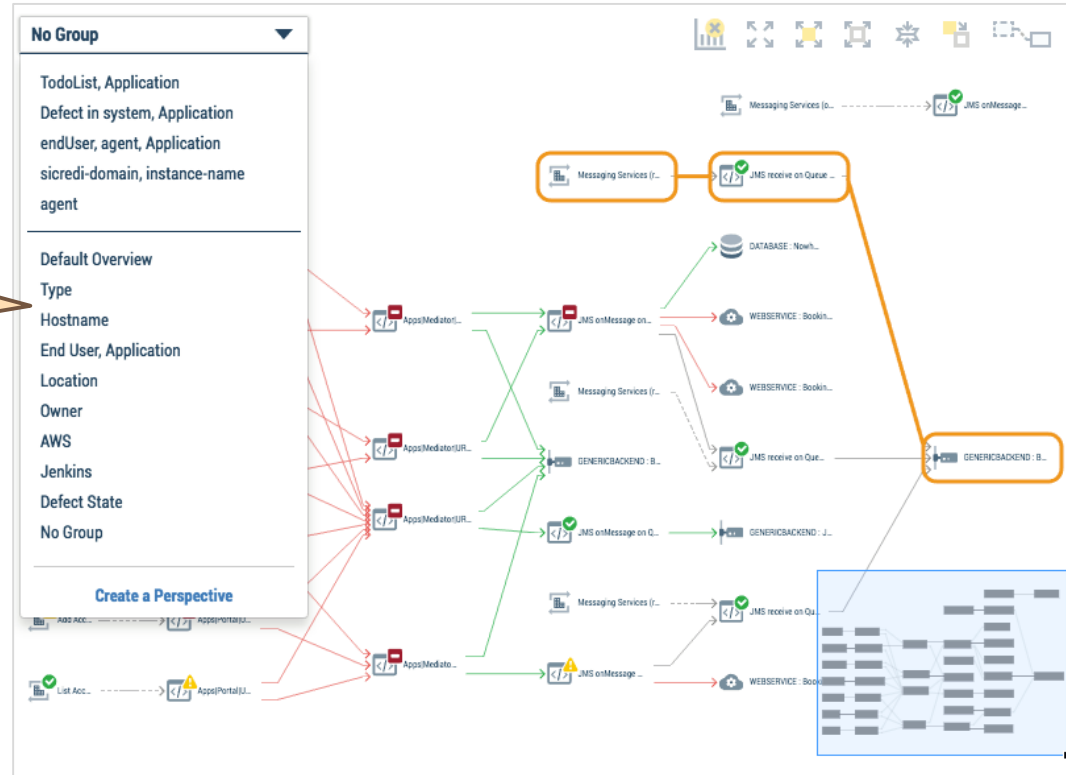 No Group
TodoList, Application
Defect in system, Application
endUser, agent, Application
sicredi-domain, instance-name
agent
Default Overview
Type
Hostname
End User, Application
Location
Owner
AWS
Jenkins
Defect State
No Group
Create a Perspective
Messaging Services (o...
JMS onMessage...
Messaging Services (r...
JMS receive on Queue ...
DATABASE : Nowh...
Apps|Mediator|...
JMS onMessage on...
WEBSERVICE : Bookin...
Messaging Services (r...
WEBSERVICE : Bookin...
Apps|Mediator|UR...
GENERICBACKEND : B...
JMS receive on Que...
GENERICBACKEND : B...
Apps|Mediator|UR...
JMS onMessage on Q...
GENERICBACKEND : J...
Messaging Services (r...
JMS receive on Qu
Add Acc...
Apps|Portal|U...
Apps|Mediato...
JMS onMessage ...
WEBSERVICE : Book
List Acc...
Apps|Portal|U...